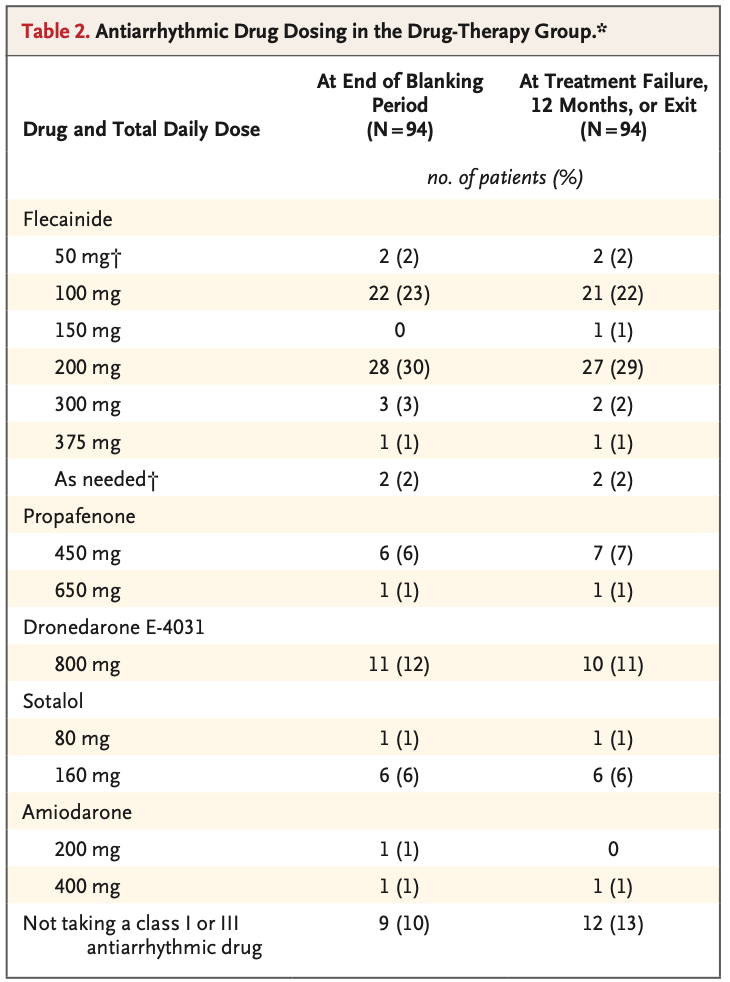 Table 2. Antiarrhythmic Drug Dosing in the Drug-Therapy Group.*
Drug and Total Daily Dose At End of Blanking Period (N=94) At Treatment Failure, 12 Months, or Exit (N=94)
no. of patients (%)
Flecainide
50 mg† 2 (2) 2 (2)
100 mg 22 (23) 21 (22)
150 mg 0 1 (1)
200 mg 28 (30) 27 (29)
300 mg 3 (3) 2 (2)
375 mg 1 (1) 1 (1)
As needed† 2 (2) 2 (2)
Propafenone
450 mg 6 (6) 7 (7)
650 mg 1 (1) 1 (1)
Dronedarone E-4031
800 mg 11 (12) 10 (11)
Sotalol
80 mg 1 (1) 1 (1)
160 mg 6 (6) 6 (6)
Amiodarone
200 mg 1 (1) 0
400 mg 1 (1) 1 (1)
Not taking a class I or III 9 (10) 12 (13)
antiarrhythmic drug